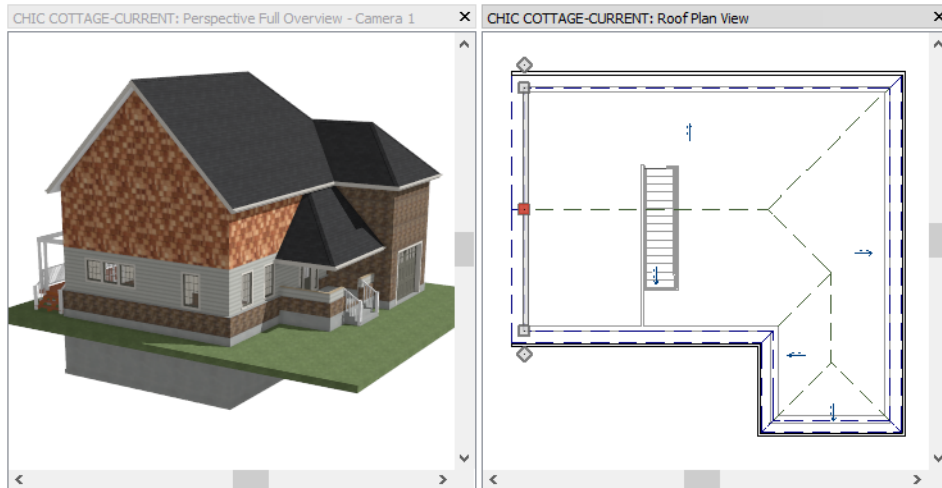 CHIC COTTAGE-CURRENT: Perspective Full Overview - Camera 1
CHIC COTTAGE-CURRENT: Roof Plan View